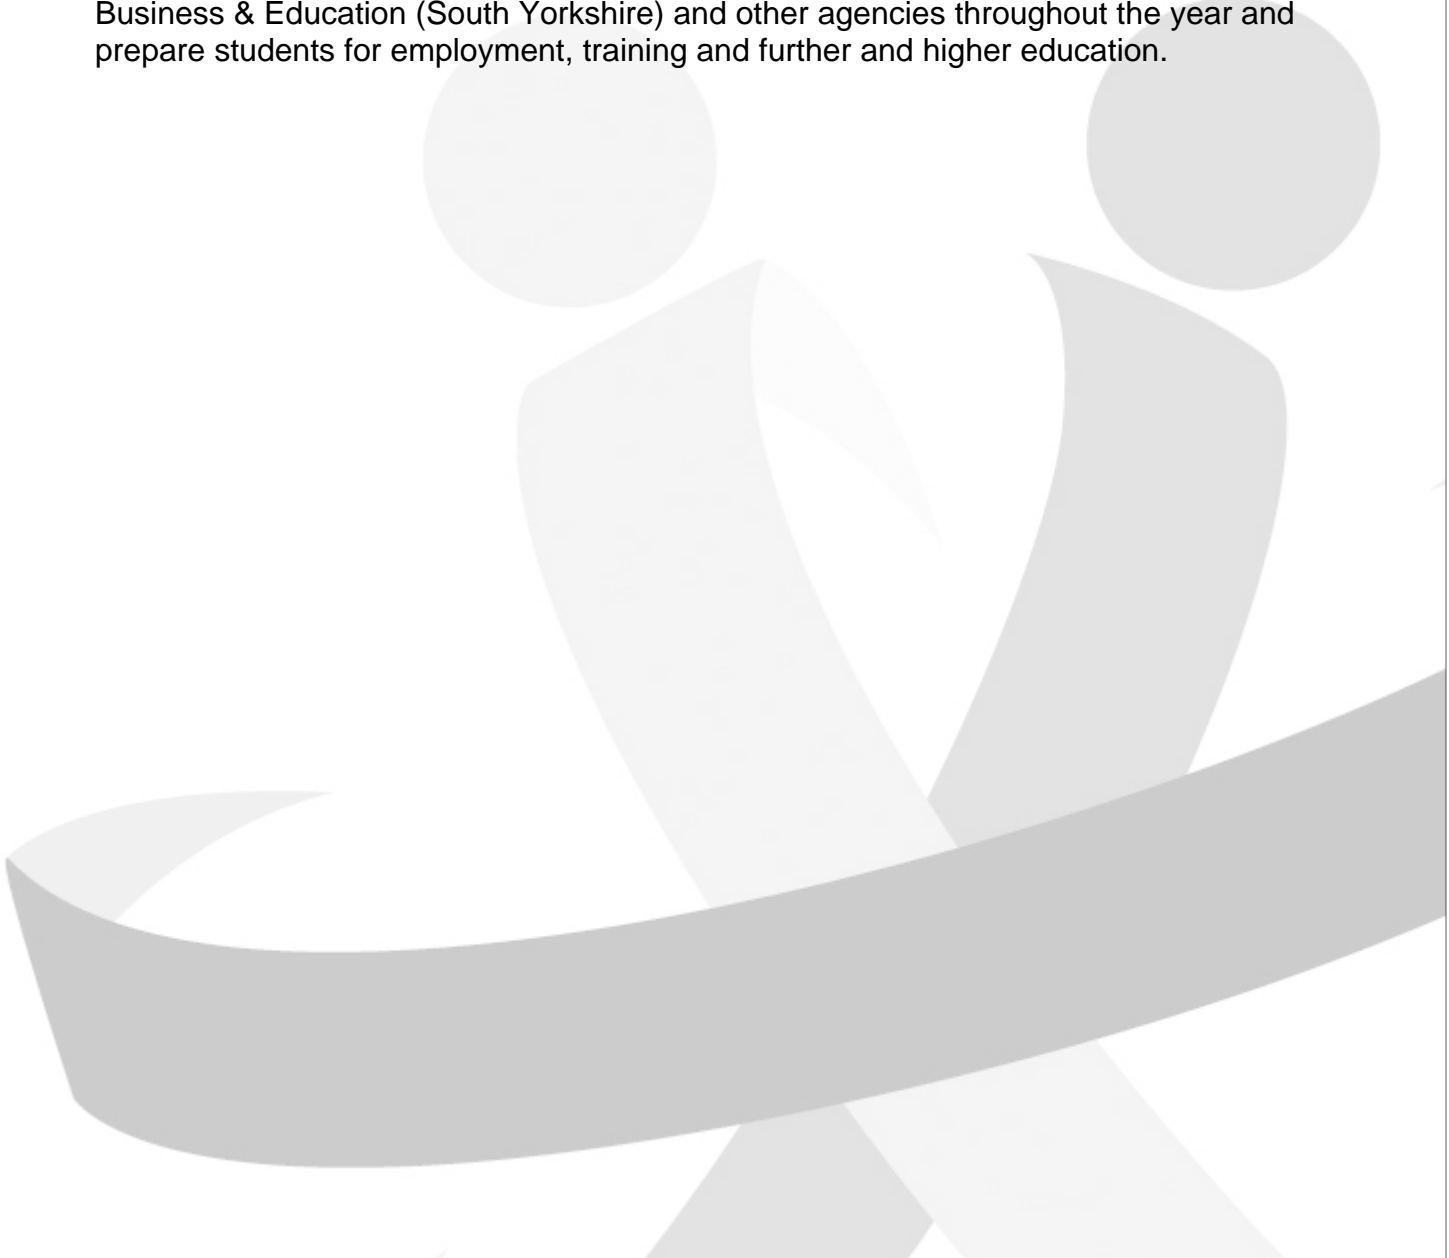 Business & Education (South Yorkshire) and other agencies throughout the year and
prepare students for employment, training and further and higher education.